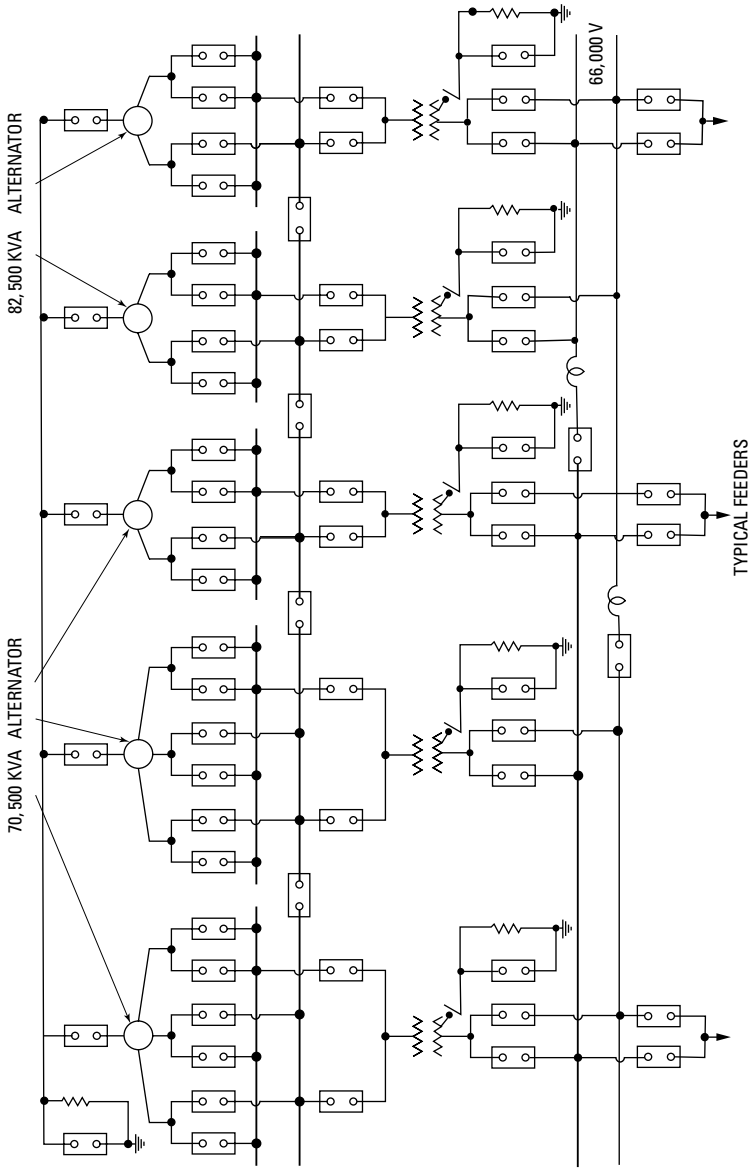 82,500 KVA ALTERNATOR
70,500 KVA ALTERNATOR
66,000 V
TYPICAL FEEDERS